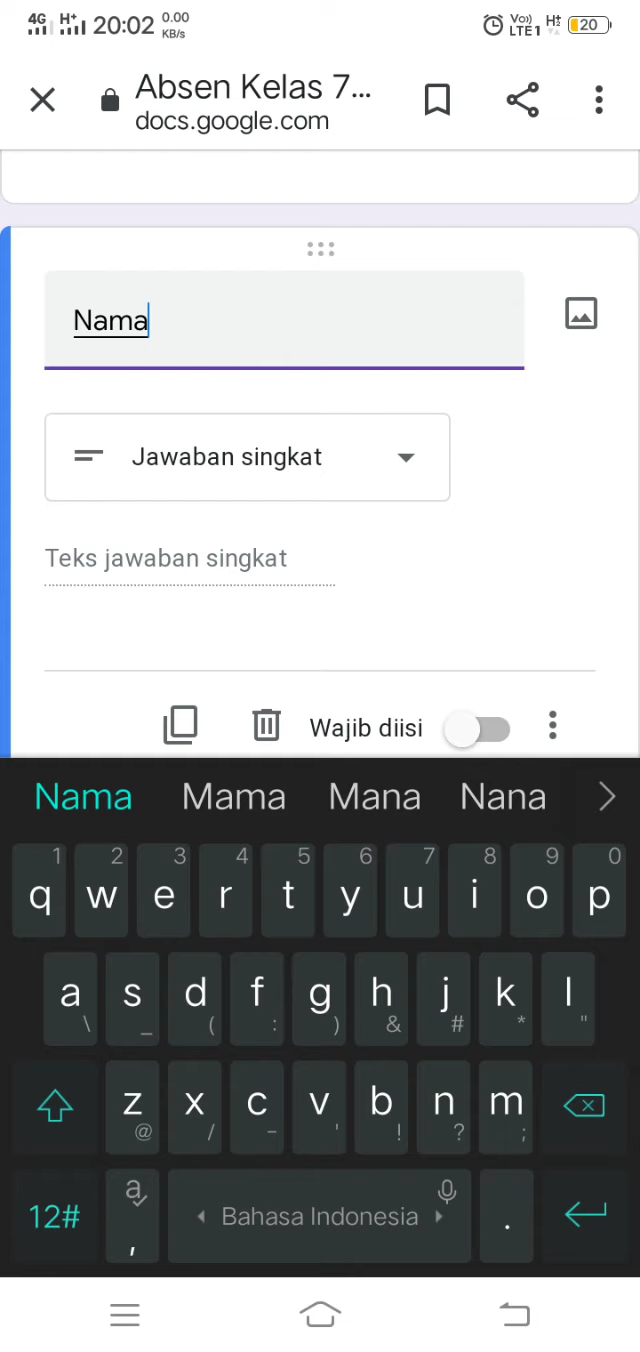 4G H+ 20:02 0.00 KB/s Vo)) LTE1 H+ 2 20
Absen Kelas 7...
docs.google.com
Nama
Jawaban singkat
Teks jawaban singkat
Wajib diisi
Nama Mama Mana Nana
1 2 3 4 5 6 7 8 9 0
q w e r t y u i o p
a s d f g h j k l
\ _ ( : ) & # * "
z x c v b n m
@ / - ' ! ? ;
12# a , Bahasa Indonesia .